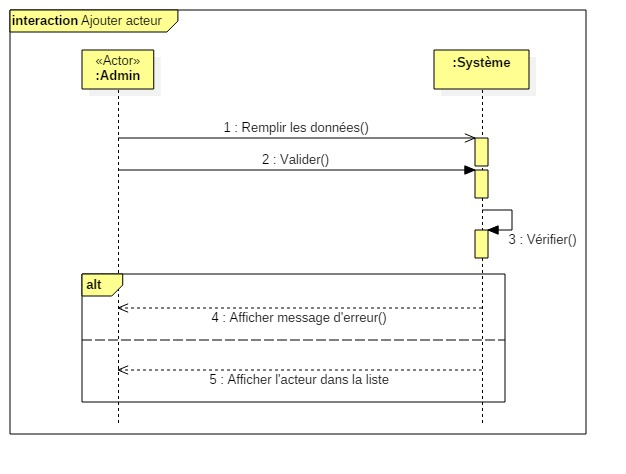 interaction Ajouter acteur
«Actor»
:Admin
:Système
1 : Remplir les données()
2 : Valider()
3 : Vérifier()
alt
4 : Afficher message d'erreur()
5 : Afficher l'acteur dans la liste